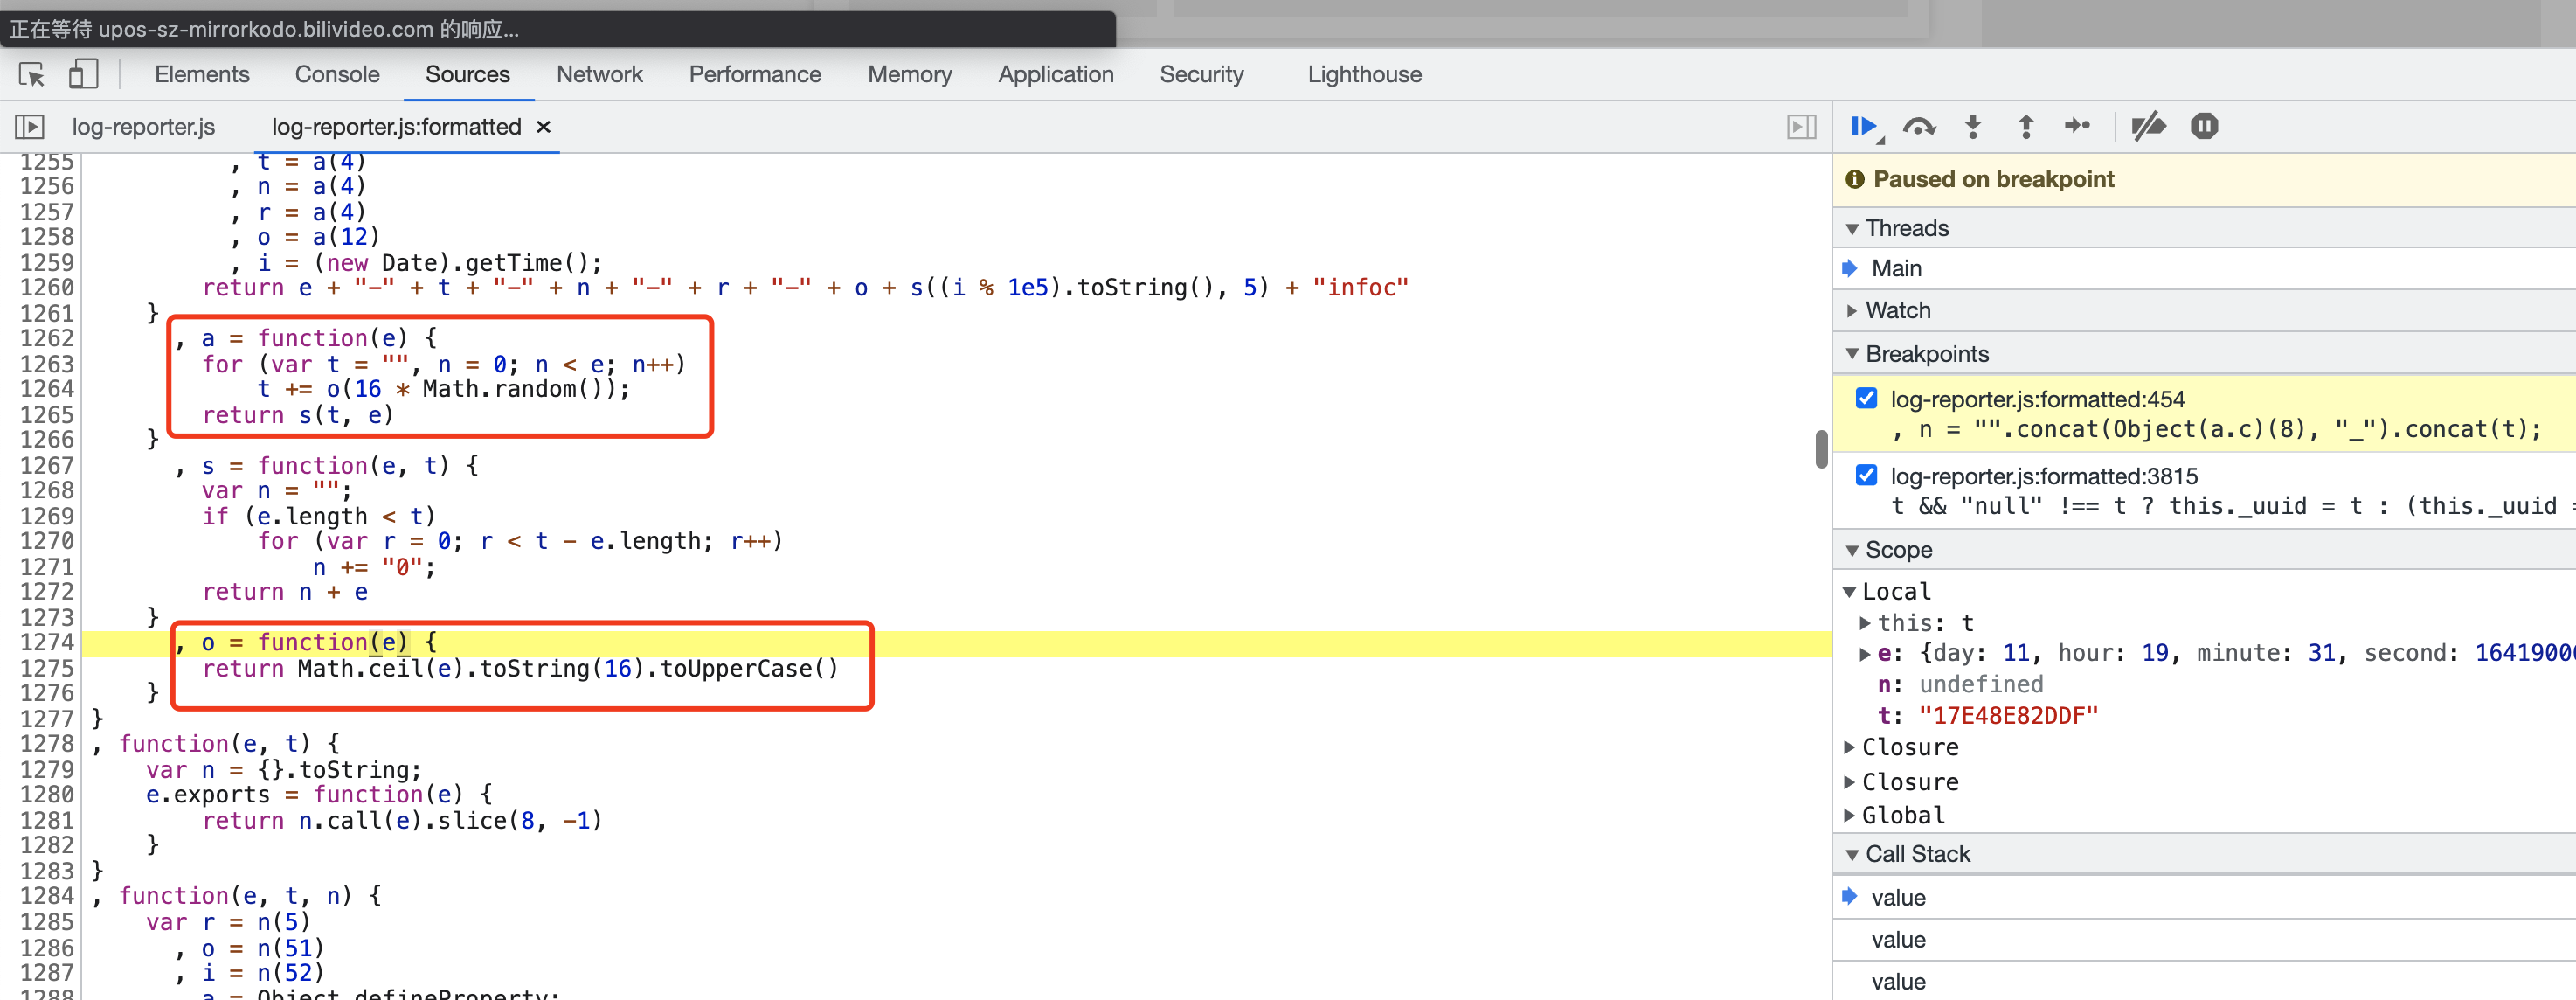 正在等待 upos-sz-mirrorkodo.bilivideo.com 的响应...
Elements Console Sources Network Performance Memory Application Security Lighthouse
log-reporter.js log-reporter.js:formatted ×
1255 , t = a(4)
1256 , n = a(4)
1257 , r = a(4)
1258 , o = a(12)
1259 , i = (new Date).getTime();
1260 return e + "-" + t + "-" + n + "-" + r + "-" + o + s((i % 1e5).toString(), 5) + "infoc"
1261 }
1262 , a = function(e) {
1263 for (var t = "", n = 0; n < e; n++)
1264 t += o(16 * Math.random());
1265 return s(t, e)
1266 }
1267 , s = function(e, t) {
1268 var n = "";
1269 if (e.length < t)
1270 for (var r = 0; r < t - e.length; r++)
1271 n += "0";
1272 return n + e
1273 }
1274 , o = function(e) {
1275 return Math.ceil(e).toString(16).toUpperCase()
1276 }
1277 }
1278 , function(e, t) {
1279 var n = {}.toString;
1280 e.exports = function(e) {
1281 return n.call(e).slice(8, -1)
1282 }
1283 }
1284 , function(e, t, n) {
1285 var r = n(5)
1286 , o = n(51)
1287 , i = n(52)
1288 , a = Object.defineProperty;
Paused on breakpoint
Threads
Main
Watch
Breakpoints
log-reporter.js:formatted:454
, n = "".concat(Object(a.c)(8), "_").concat(t);
log-reporter.js:formatted:3815
t && "null" !== t ? this._uuid = t : (this._uuid =
Scope
Local
this: t
e: {day: 11, hour: 19, minute: 31, second: 1641900
n: undefined
t: "17E48E82DDF"
Closure
Closure
Global
Call Stack
value
value
value